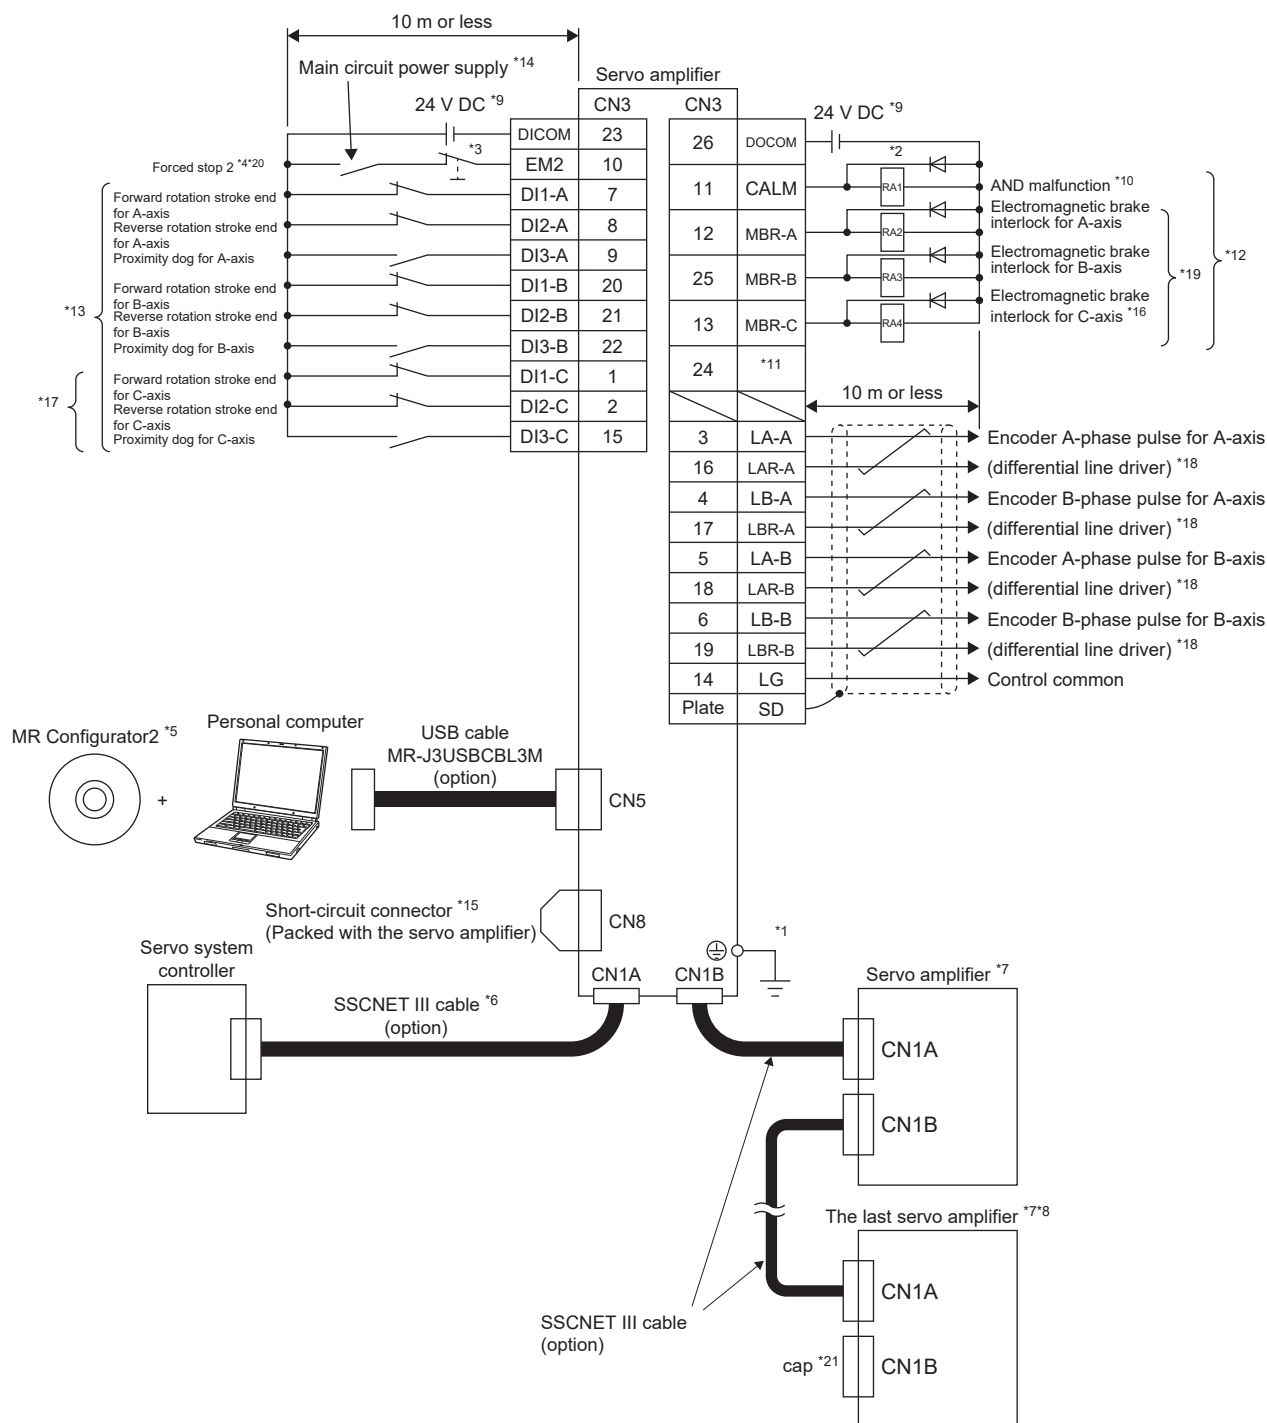 10 m or less
Main circuit power supply *14
Servo amplifier
24 V DC *9
CN3
CN3
24 V DC *9
DICOM 23
26 DOCOM
Forced stop 2 *4*20
*3
EM2 10
*2
Forward rotation stroke end
for A-axis
DI1-A 7
11 CALM
RA1
AND malfunction *10
Reverse rotation stroke end
for A-axis
DI2-A 8
12 MBR-A
RA2
Electromagnetic brake
interlock for A-axis
Proximity dog for A-axis
DI3-A 9
25 MBR-B
RA3
Electromagnetic brake
interlock for B-axis
*19
*12
*13
Forward rotation stroke end
for B-axis
DI1-B 20
Reverse rotation stroke end
for B-axis
DI2-B 21
13 MBR-C
RA4
Electromagnetic brake
interlock for C-axis *16
Proximity dog for B-axis
DI3-B 22
24 *11
*17
Forward rotation stroke end
for C-axis
DI1-C 1
Reverse rotation stroke end
for C-axis
DI2-C 2
10 m or less
Proximity dog for C-axis
DI3-C 15
3 LA-A Encoder A-phase pulse for A-axis
16 LAR-A (differential line driver) *18
4 LB-A Encoder B-phase pulse for A-axis
17 LBR-A (differential line driver) *18
5 LA-B Encoder A-phase pulse for B-axis
18 LAR-B (differential line driver) *18
6 LB-B Encoder B-phase pulse for B-axis
19 LBR-B (differential line driver) *18
14 LG Control common
Plate SD
MR Configurator2 *5
+
Personal computer
USB cable
MR-J3USBCBL3M
(option)
CN5
Short-circuit connector *15
(Packed with the servo amplifier)
CN8
*1
Servo system
controller
CN1A
CN1B
SSCNET III cable *6
(option)
Servo amplifier *7
CN1A
CN1B
The last servo amplifier *7*8
CN1A
SSCNET III cable
(option)
cap *21
CN1B